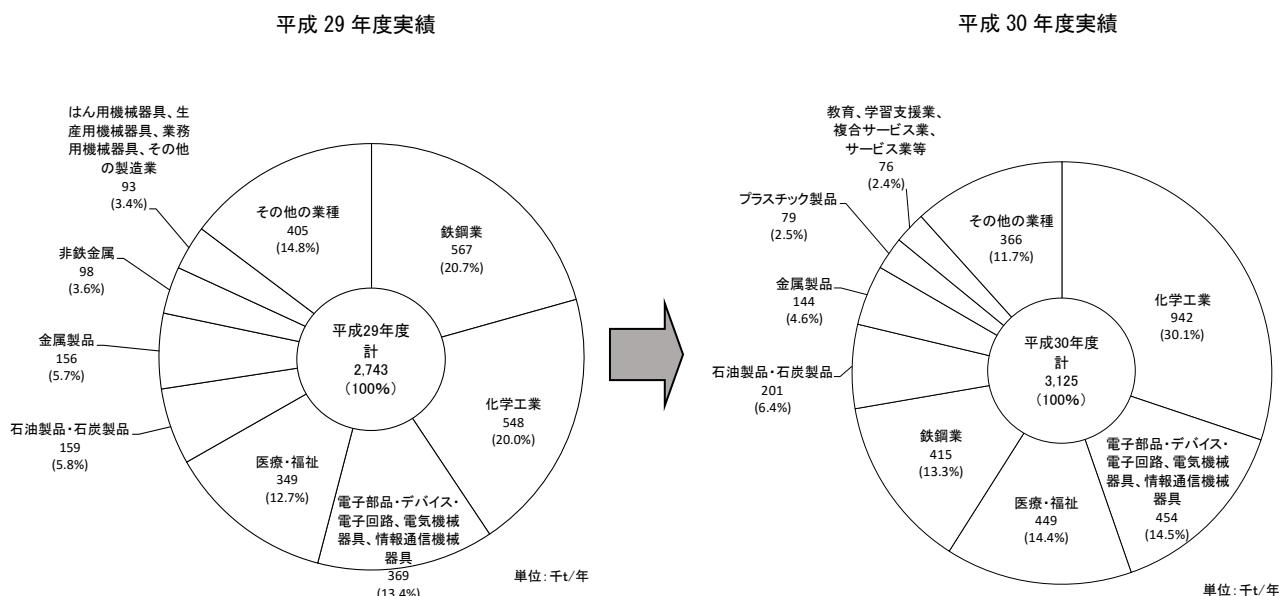 平成 29 年度実績
平成 30 年度実績
鉄鋼業
567
(20.7%)
化学工業
548
(20.0%)
電子部品・デバイス・
電子回路、電気機械
器具、情報通信機械
器具
369
(13.4%)
医療・福祉
349
(12.7%)
石油製品・石炭製品
159
(5.8%)
金属製品
156
(5.7%)
非鉄金属
98
(3.6%)
はん用機械器具、生
産用機械器具、業務
用機械器具、その他
の製造業
93
(3.4%)
その他の業種
405
(14.8%)
平成29年度
計
2,743
(100%)
単位:千t/年
化学工業
942
(30.1%)
電子部品・デバイス・
電子回路、電気機械
器具、情報通信機械
器具
454
(14.5%)
医療・福祉
449
(14.4%)
鉄鋼業
415
(13.3%)
石油製品・石炭製品
201
(6.4%)
金属製品
144
(4.6%)
プラスチック製品
79
(2.5%)
教育、学習支援業、
複合サービス業、
サービス業等
76
(2.4%)
その他の業種
366
(11.7%)
平成30年度
計
3,125
(100%)
単位:千t/年